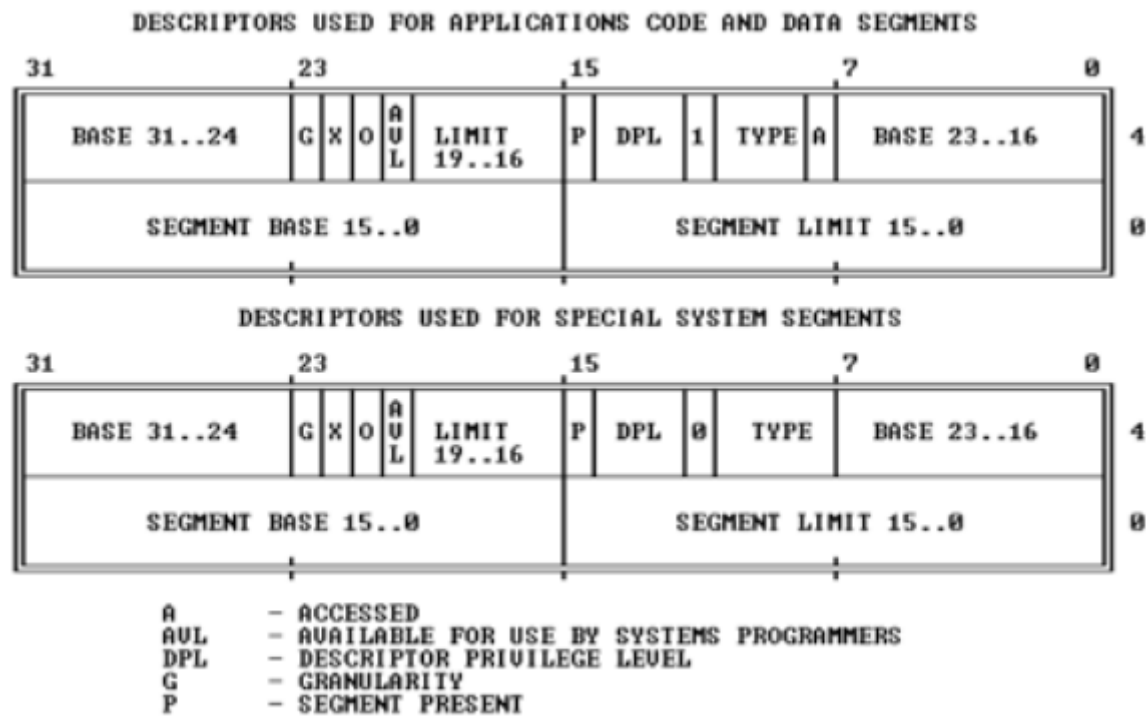 DESCRIPTORS USED FOR APPLICATIONS CODE AND DATA SEGMENTS
31 23 15 7 0
BASE 31..24 G X O AVL LIMIT 19..16 P DPL 1 TYPE A BASE 23..16 4
SEGMENT BASE 15..0 SEGMENT LIMIT 15..0 0
DESCRIPTORS USED FOR SPECIAL SYSTEM SEGMENTS
31 23 15 7 0
BASE 31..24 G X O AVL LIMIT 19..16 P DPL 0 TYPE BASE 23..16 4
SEGMENT BASE 15..0 SEGMENT LIMIT 15..0 0
A - ACCESSED
AVL - AVAILABLE FOR USE BY SYSTEMS PROGRAMMERS
DPL - DESCRIPTOR PRIVILEGE LEVEL
G - GRANULARITY
P - SEGMENT PRESENT